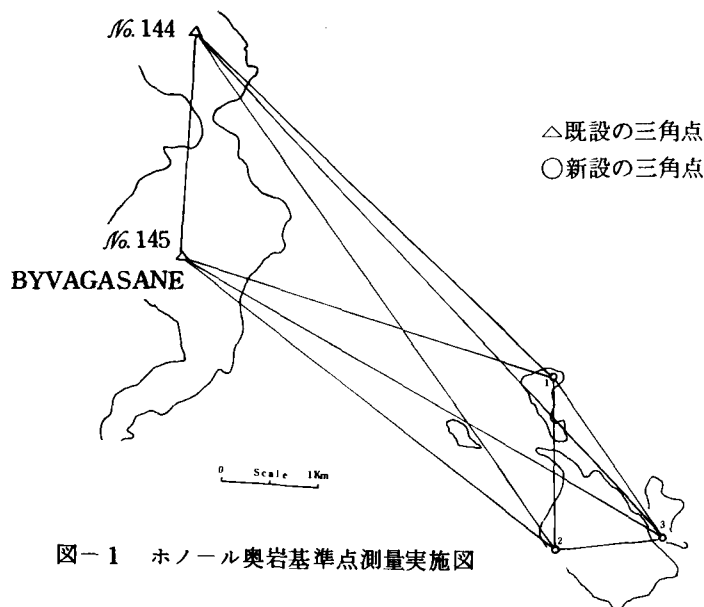 No. 144
△既設の三角点
○新設の三角点
No. 145
BYVAGASANE
1
0 Scale 1Km
3
2
図－1 ホノール奥岩基準点測量実施図